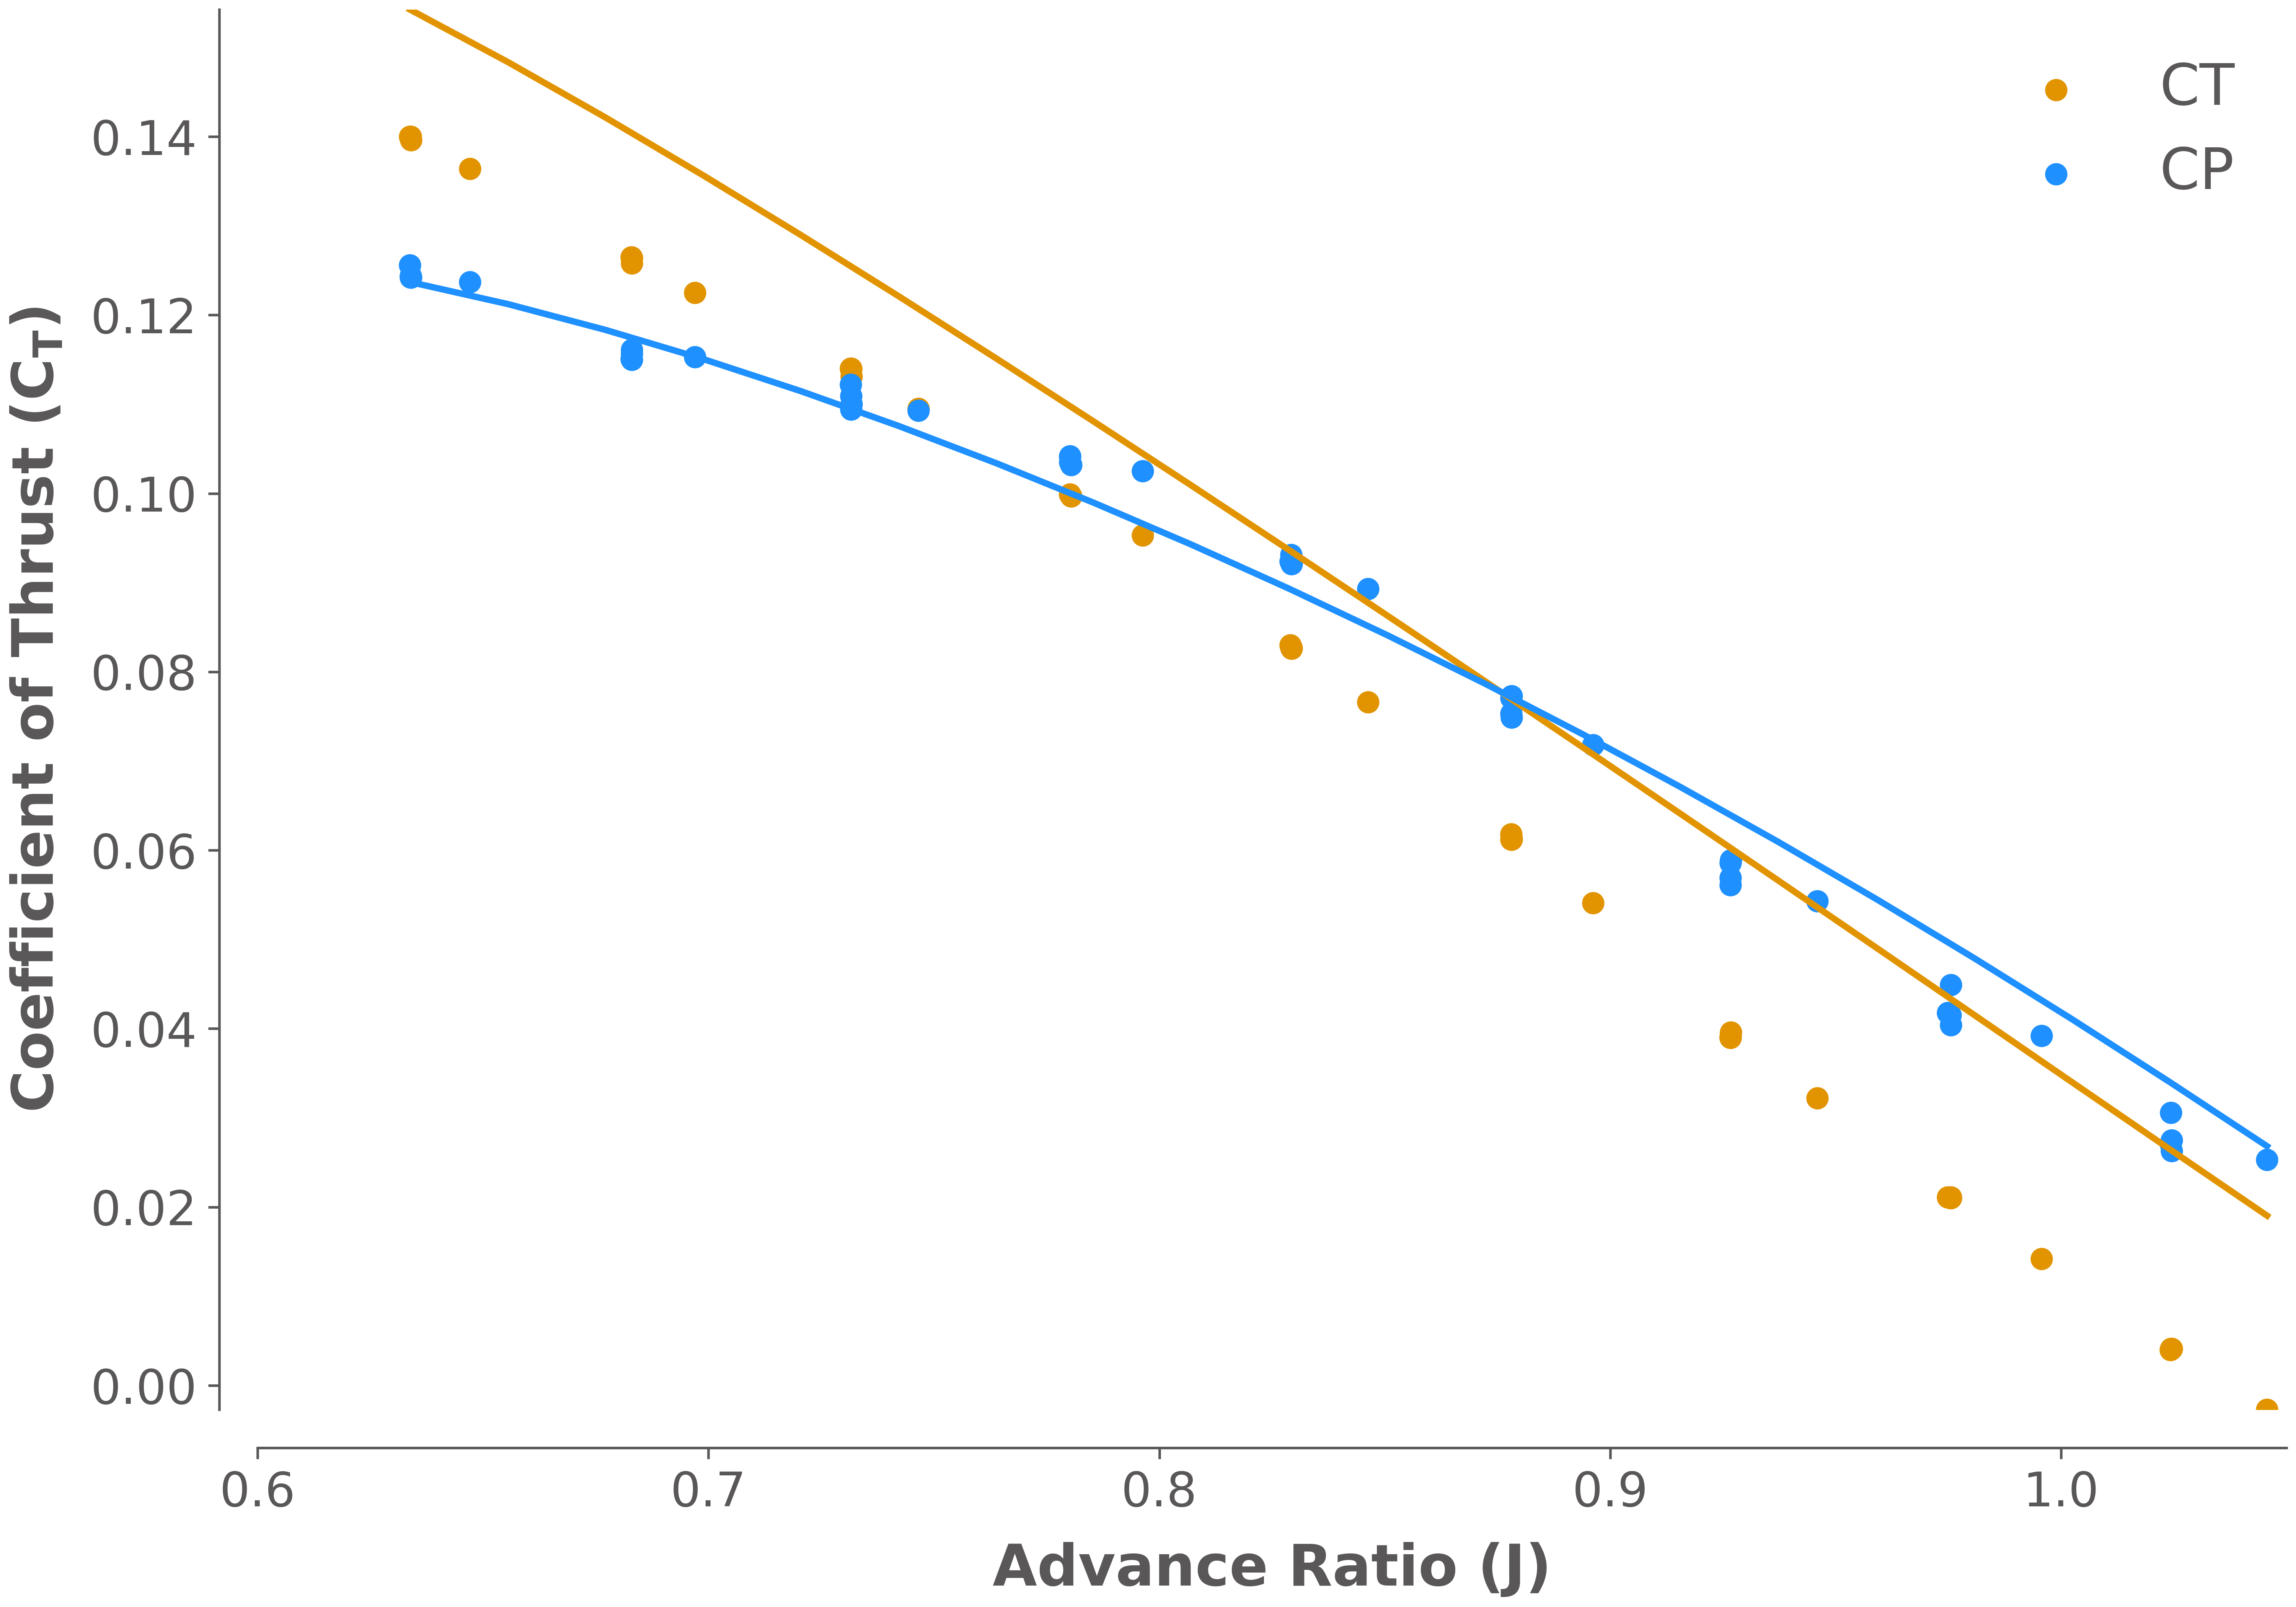 CT
CP
0.14
0.12
0.10
0.08
0.06
0.04
0.02
0.00
Coefficient of Thrust (C_T)
0.6 0.7 0.8 0.9 1.0
Advance Ratio (J)